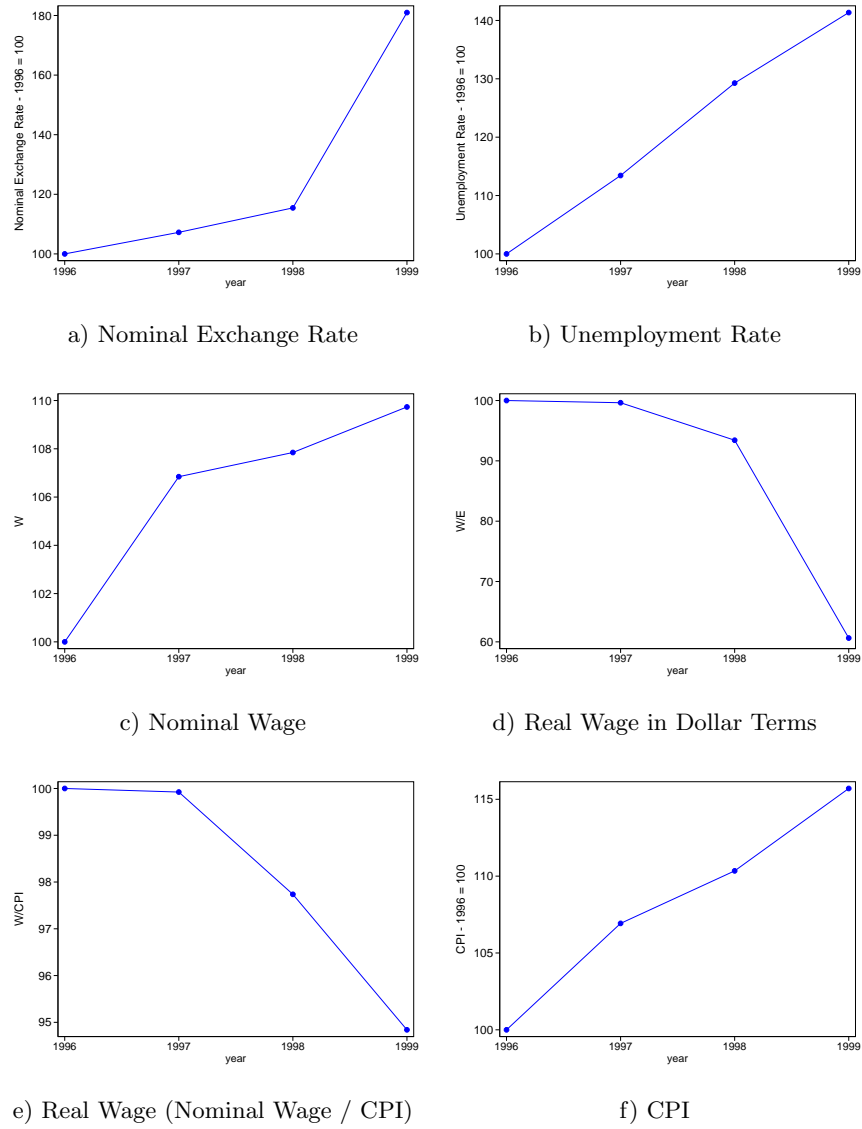 180
160
140
120
100
Nominal Exchange Rate - 1996 = 100
1996 1997 1998 1999
year
a) Nominal Exchange Rate
140
130
120
110
100
Unemployment Rate - 1996 = 100
1996 1997 1998 1999
year
b) Unemployment Rate
110
108
106
104
102
100
W
1996 1997 1998 1999
year
c) Nominal Wage
100
90
80
70
60
W/E
1996 1997 1998 1999
year
d) Real Wage in Dollar Terms
100
99
98
97
96
95
W/CPI
1996 1997 1998 1999
year
e) Real Wage (Nominal Wage / CPI)
115
110
105
100
CPI - 1996 = 100
1996 1997 1998 1999
year
f) CPI